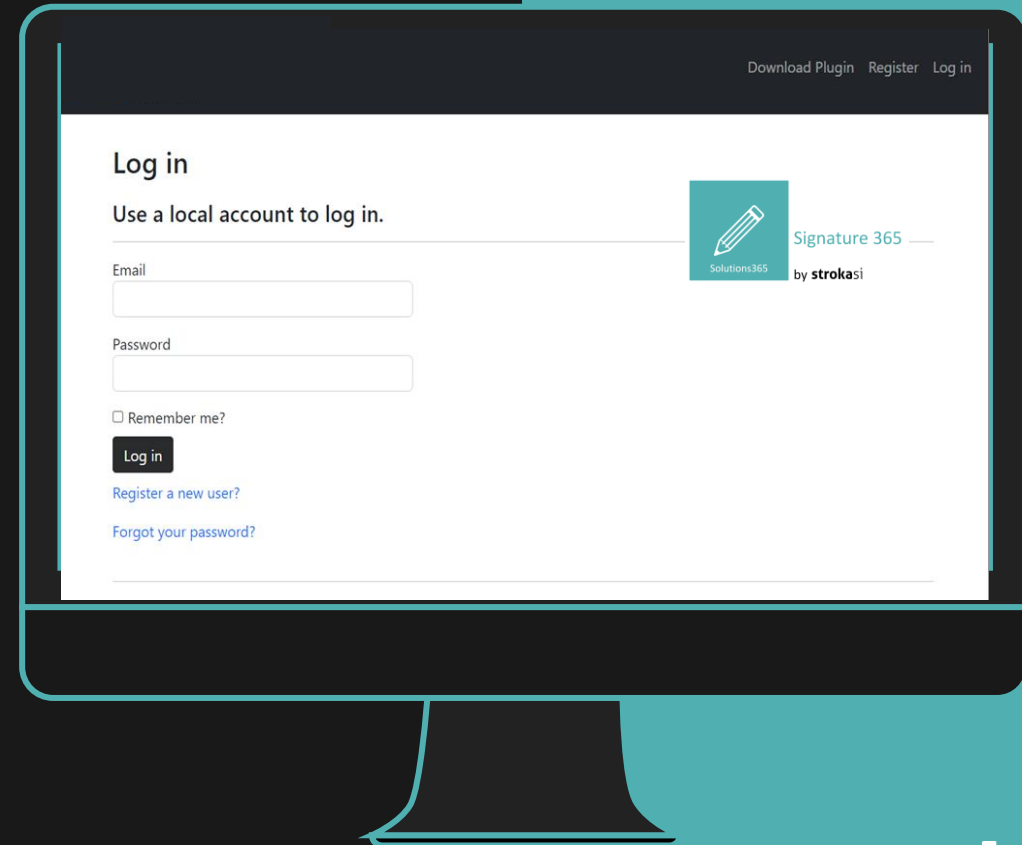 Download Plugin Register Log in
Log in
Use a local account to log in.
Solutions365
Signature 365
by strokasi
Email
Password
Remember me?
Log in
Register a new user?
Forgot your password?